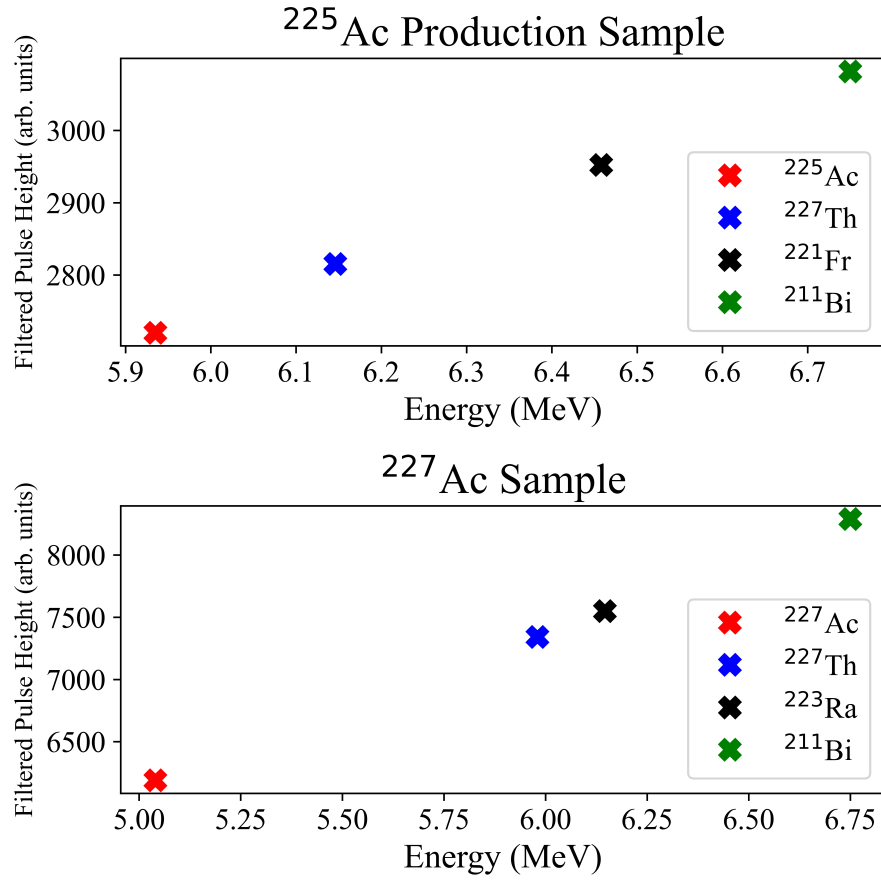 ²²⁵Ac Production Sample
Filtered Pulse Height (arb. units)
3000
2900
2800
²²⁵Ac
²²⁷Th
²²¹Fr
²¹¹Bi
5.9 6.0 6.1 6.2 6.3 6.4 6.5 6.6 6.7
Energy (MeV)
²²⁷Ac Sample
Filtered Pulse Height (arb. units)
8000
7500
7000
6500
²²⁷Ac
²²⁷Th
²²³Ra
²¹¹Bi
5.00 5.25 5.50 5.75 6.00 6.25 6.50 6.75
Energy (MeV)